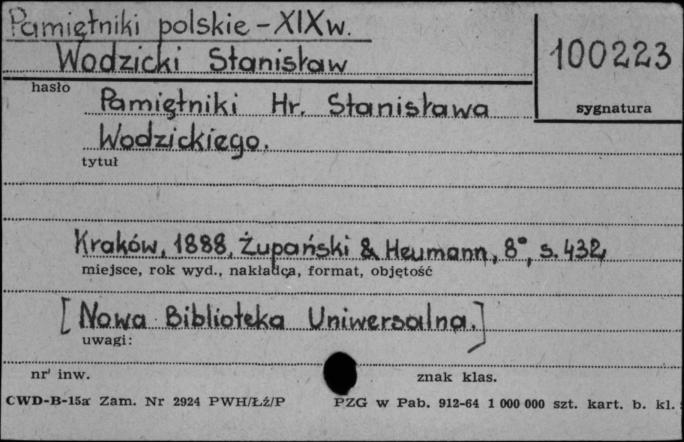 Pamiętniki polskie - XIX w.
Wodzicki Stanisław
100223
hasło
sygnatura
Pamiętniki Hr. Stanisława
Wodzickiego.
tytuł
Kraków, 1888, Żupański & Heumann, 8°, s. 432,
miejsce, rok wyd., nakładca, format, objętość
[Nowa Biblioteka Uniwersalna.]
uwagi:
nr inw.
znak klas.
CWD-B-15a Zam. Nr 2924 PWH/Łź/P PZG w Pab. 912-64 1 000 000 szt. kart. b. kl.